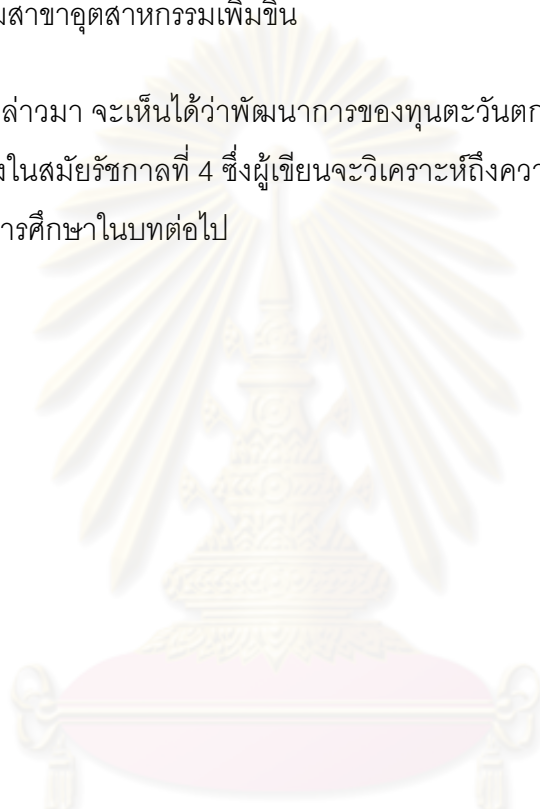 มสาขาอุตสาหกรรมเพิ่มขึ้น
ล่าวมา จะเห็นได้ว่าพัฒนาการของทุนตะวันตก
งในสมัยรัชกาลที่ 4 ซึ่งผู้เขียนจะวิเคราะห์ถึงควา
ารศึกษาในบทต่อไป